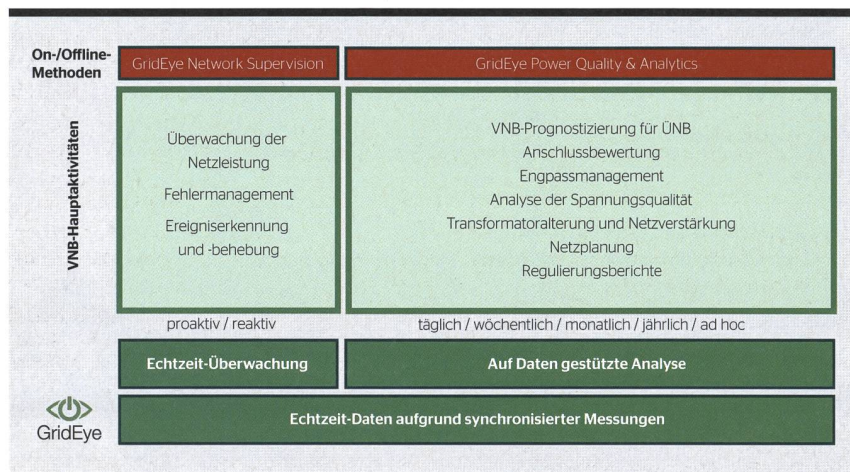 On-/Offline-
Methoden
GridEye Network Supervision
GridEye Power Quality & Analytics
VNB-Hauptaktivitäten
Überwachung der
Netzleistung
Fehlermanagement
Ereigniserkennung
und -behebung
VNB-Prognostizierung für ÜNB
Anschlussbewertung
Engpassmanagement
Analyse der Spannungsqualität
Transformatoralterung und Netzverstärkung
Netzplanung
Regulierungsberichte
proaktiv / reaktiv
täglich / wöchentlich / monatlich / jährlich / ad hoc
Echtzeit-Überwachung
Auf Daten gestützte Analyse
GridEye
Echtzeit-Daten aufgrund synchronisierter Messungen